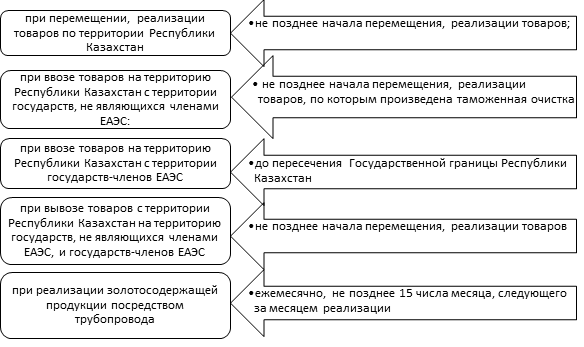 при перемещении, реализации
товаров по территории Республики
Казахстан
•не позднее начала перемещения, реализации товаров;
при ввозе товаров на территорию
Республики Казахстан с территории
государств, не являющихся членами
ЕАЭС:
• не позднее начала перемещения, реализации
товаров, по которым произведена таможенная очистка
при ввозе товаров на территорию
Республики Казахстан с территории
государств-членов ЕАЭС
•до пересечения Государственной границы Республики
Казахстан
при вывозе товаров с территории
Республики Казахстан на территорию
государств, не являющихся членами
ЕАЭС, и государств-членов ЕАЭС
•не позднее начала перемещения, реализации товаров
при реализации золотосодержащей
продукции посредством
трубопровода
•ежемесячно, не позднее 15 числа месяца, следующего
за месяцем реализации